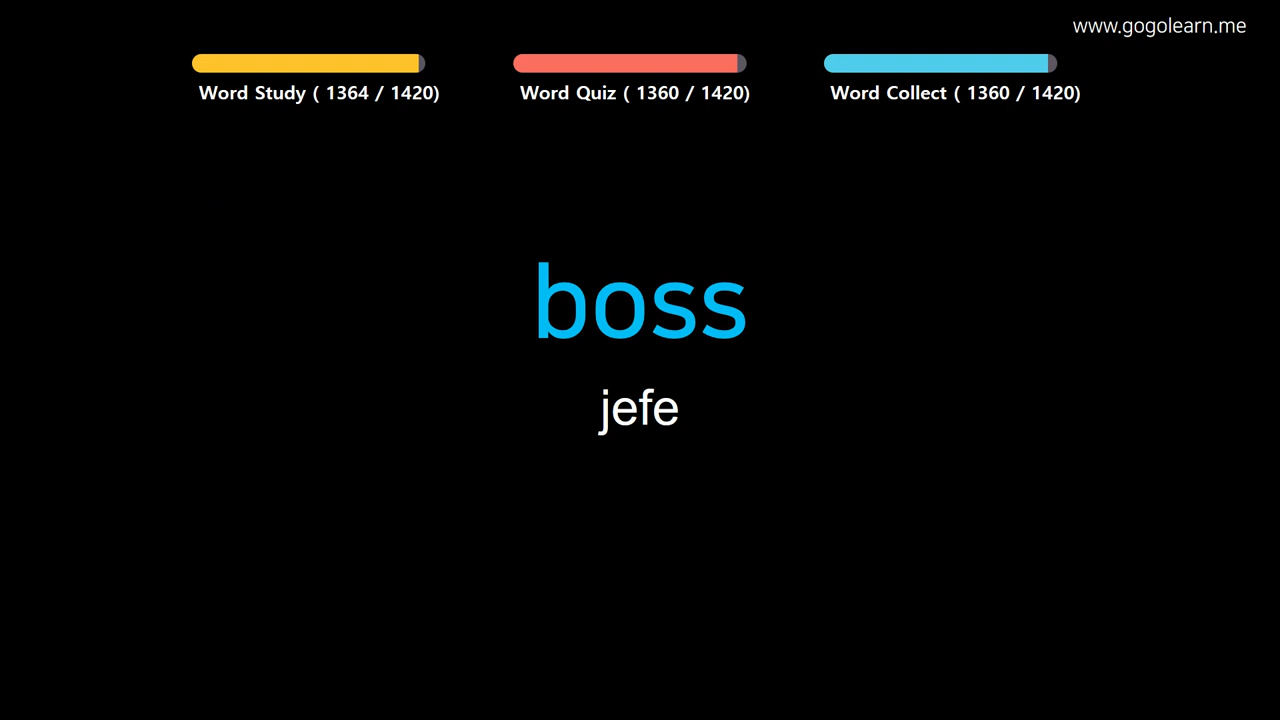 www.gogolearn.me
Word Study ( 1364 / 1420)
Word Quiz ( 1360 / 1420)
Word Collect ( 1360 / 1420)
boss
jefe